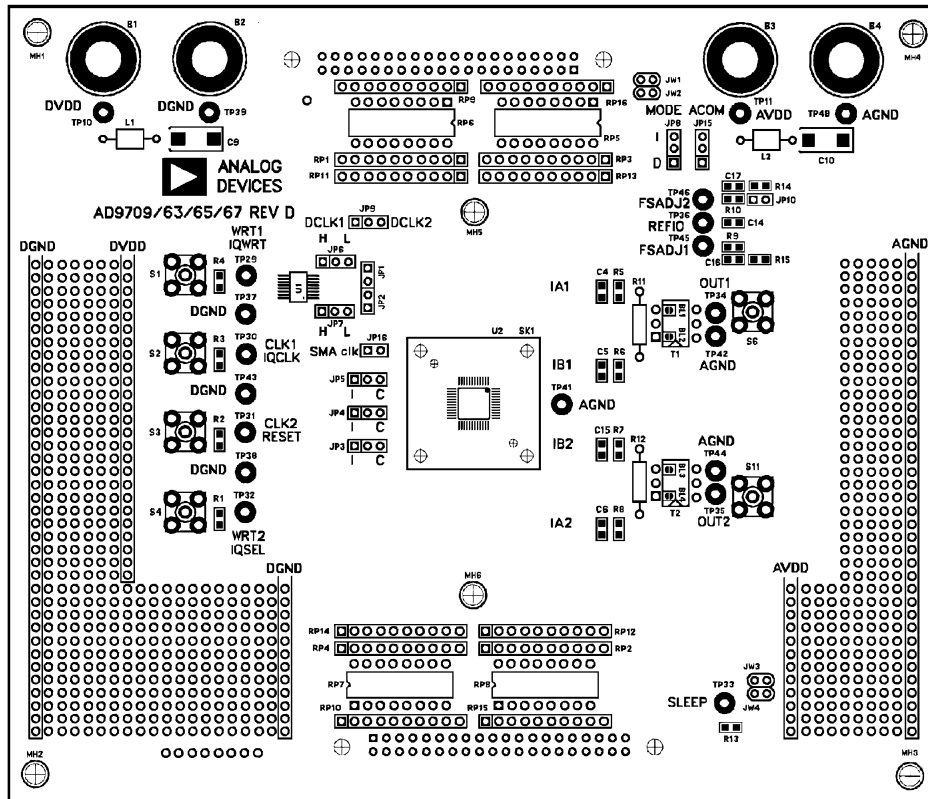 B1
B2
B3
B4
MH1
MH4
DVDD
TP10
DGND
TP39
L1
C9
JW1
JW2
TP11
AVDD
TP48
AGND
MODE
ACOM
JP8
JP15
I
D
L2
C10
RP9
RP16
RP6
RP5
RP1
RP3
RP11
RP13
ANALOG
DEVICES
AD9709/63/65/67 REV D
MH5
C17
R14
TP46
FSADJ2
JP10
R10
TP36
REFIO
C14
TP45
FSADJ1
R9
C16
R15
DGND
DVDD
AGND
WRT1
IQWRT
JP9
DCLK1
DCLK2
H
L
JP6
S1
R4
TP29
U1
JP1
JP2
TP37
DGND
JP7
H
L
IA1
C4
R5
R11
OUT1
TP34
BL1
BL2
T1
S6
TP42
AGND
S2
R3
TP30
CLK1
IQCLK
SMA clk
JP16
U2
SK1
IB1
C5
R6
TP43
DGND
JP5
I
C
TP41
AGND
S3
R2
TP31
CLK2
RESET
JP4
I
C
JP3
I
C
TP38
DGND
IB2
C15
R7
R12
AGND
TP44
BL3
BL4
T2
S11
TP35
OUT2
S4
R1
TP32
WRT2
IQSEL
IA2
C6
R8
DGND
MH6
AVDD
RP14
RP12
RP4
RP2
RP7
RP8
RP10
RP15
TP33
SLEEP
JW3
JW4
R13
MH2
MH3